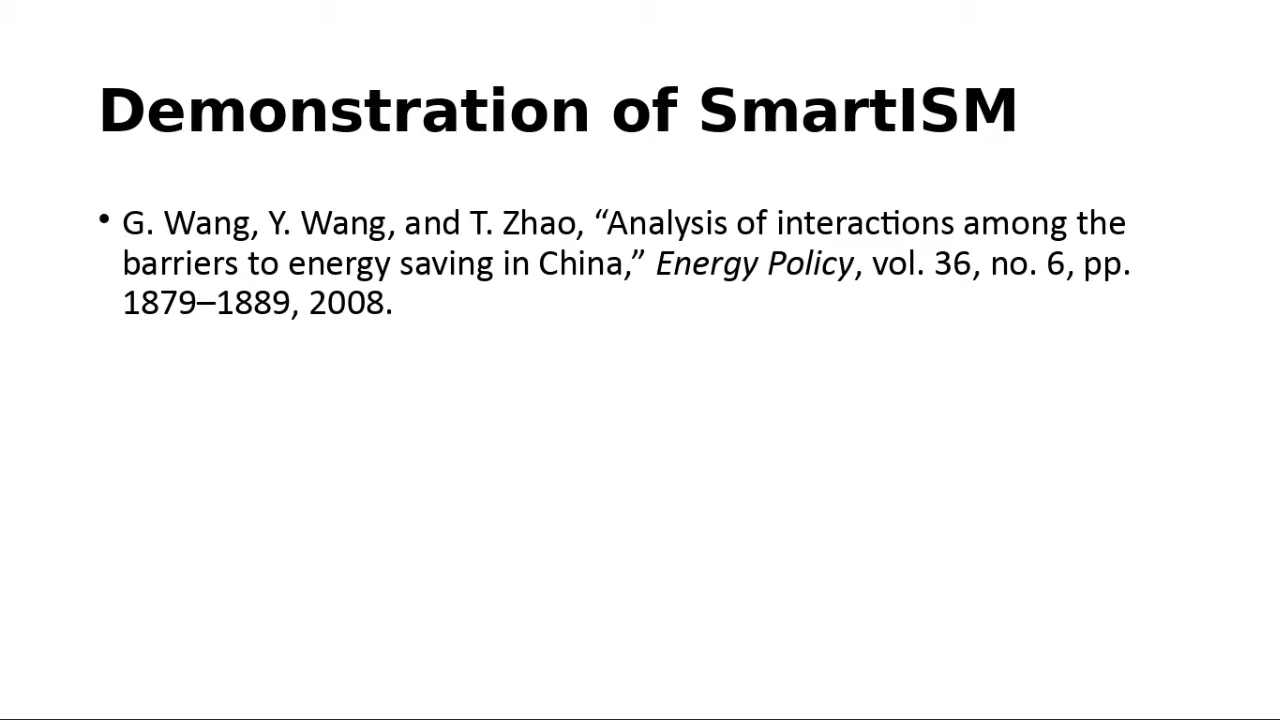 Demonstration of SmartISM
• G. Wang, Y. Wang, and T. Zhao, “Analysis of interactions among the
barriers to energy saving in China,” Energy Policy, vol. 36, no. 6, pp.
1879–1889, 2008.